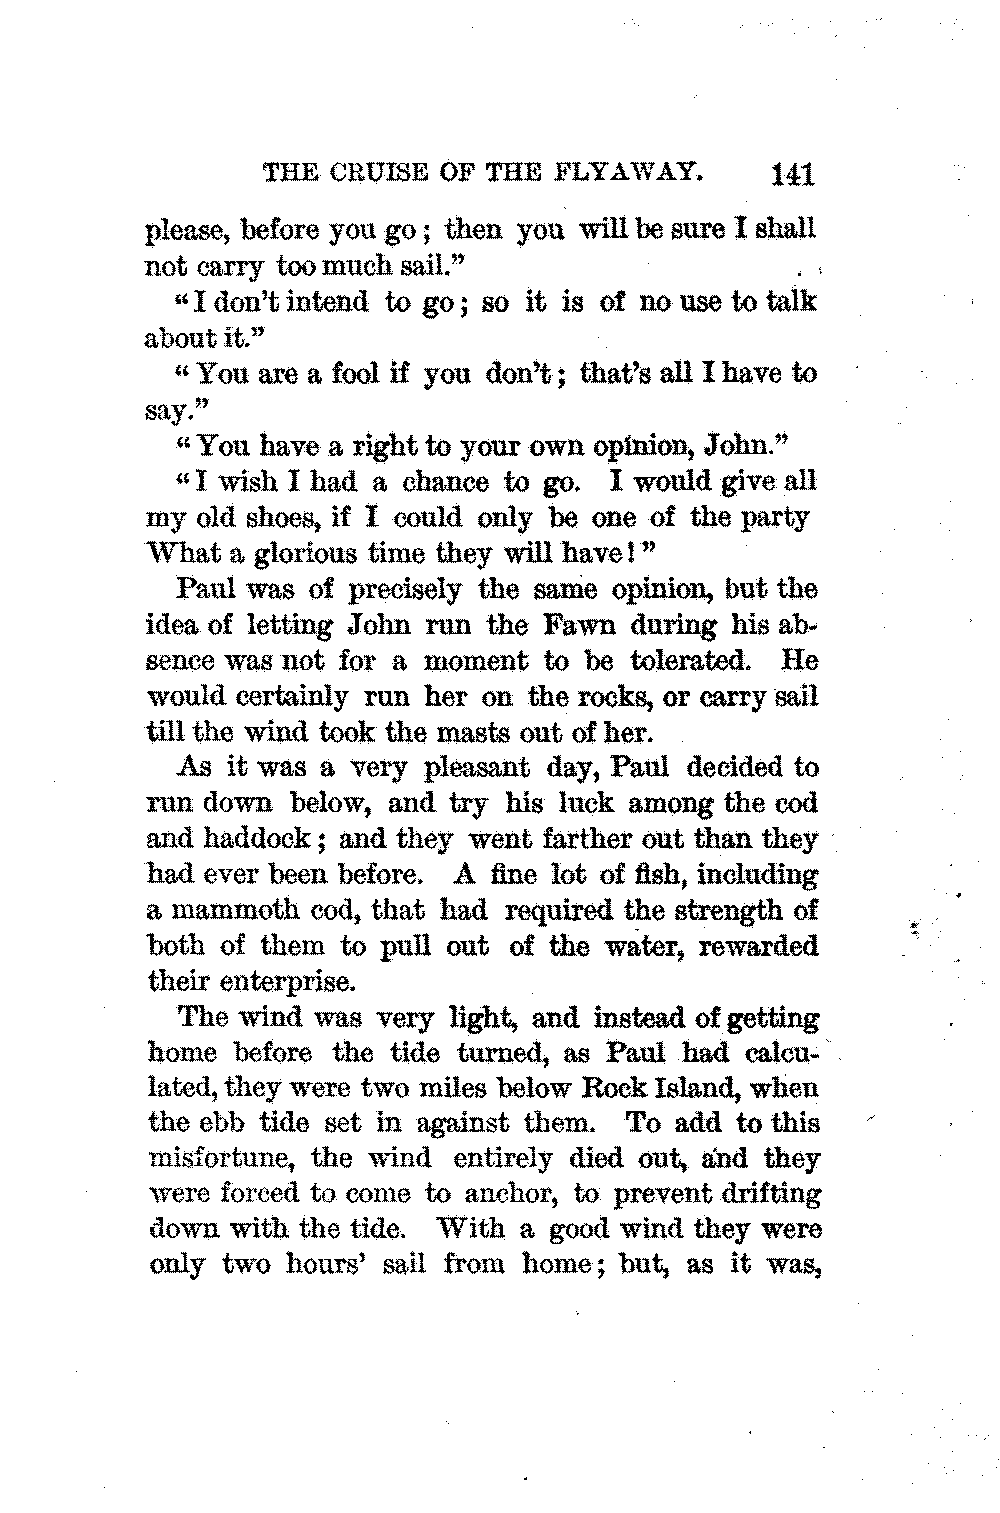 THE CRUISE OF THE FLYAWAY. 141
please, before you go; then you will be sure I shall
not carry too much sail."
"I don't intend to go; so it is of no use to talk
about it."
"You are a fool if you don't; that's all I have to
say."
"You have a right to your own opinion, John."
"I wish I had a chance to go. I would give all
my old shoes, if I could only be one of the party
What a glorious time they will have!"
Paul was of precisely the same opinion, but the
idea of letting John run the Fawn during his ab-
sence was not for a moment to be tolerated. He
would certainly run her on the rocks, or carry sail
till the wind took the masts out of her.
As it was a very pleasant day, Paul decided to
run down below, and try his luck among the cod
and haddock; and they went farther out than they
had ever been before. A fine lot of fish, including
a mammoth cod, that had required the strength of
both of them to pull out of the water, rewarded
their enterprise.
The wind was very light, and instead of getting
home before the tide turned, as Paul had calcu-
lated, they were two miles below Rock Island, when
the ebb tide set in against them. To add to this
misfortune, the wind entirely died out, and they
were forced to come to anchor, to prevent drifting
down with the tide. With a good wind they were
only two hours' sail from home; but, as it was,